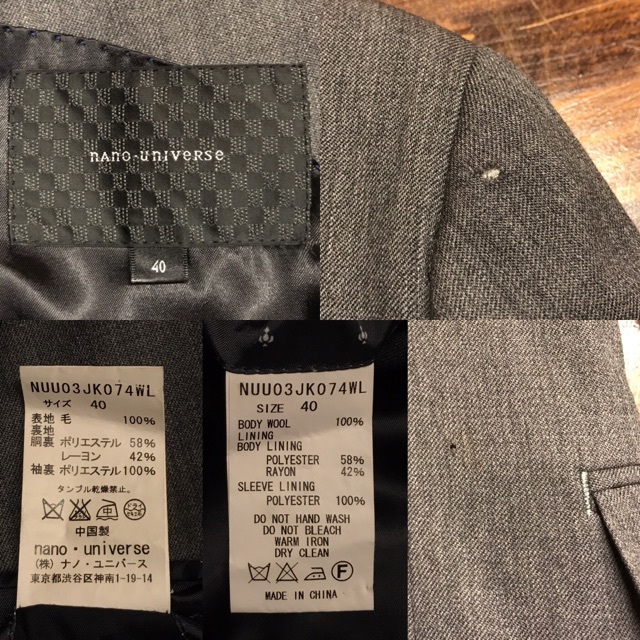 nano・universe
40
NUU03JK074WL
サイズ 40
表地 毛 100%
裏地
胴裏 ポリエステル 58%
レーヨン 42%
袖裏 ポリエステル 100%
タンブル乾燥禁止。
中国製
nano・universe
(株) ナノ・ユニバース
東京都渋谷区神南1-19-14
NUU03JK074WL
SIZE 40
BODY WOOL 100%
LINING
BODY LINING
POLYESTER 58%
RAYON 42%
SLEEVE LINING
POLYESTER 100%
DO NOT HAND WASH
DO NOT BLEACH
WARM IRON
DRY CLEAN
F
MADE IN CHINA